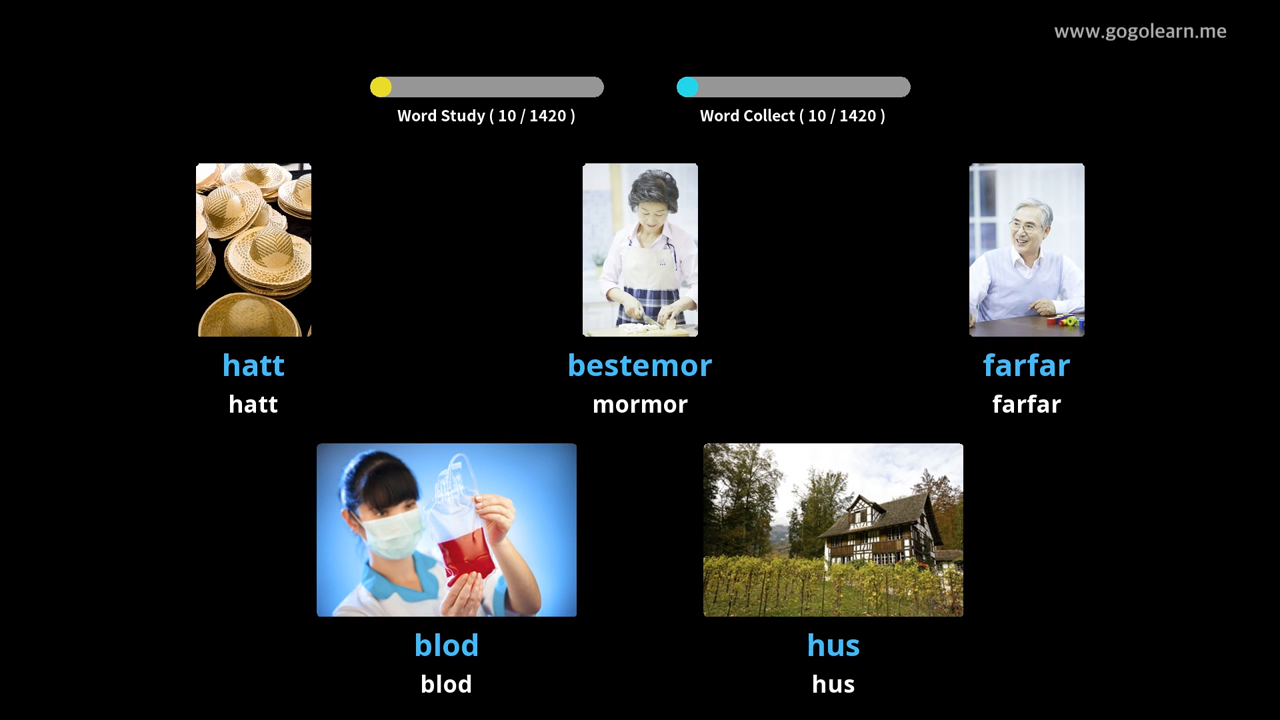 www.gogolearn.me
Word Study ( 10 / 1420 )
Word Collect ( 10 / 1420 )
hatt
hatt
bestemor
mormor
farfar
farfar
blod
blod
hus
hus